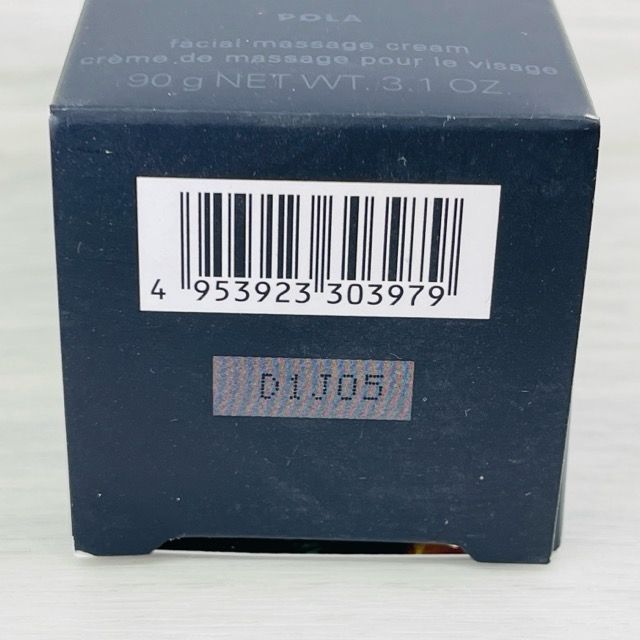 POLA
facial massage cream
crème de massage pour le visage
90 g NET WT. 3.1 OZ.
4 953923 303979
D1J05